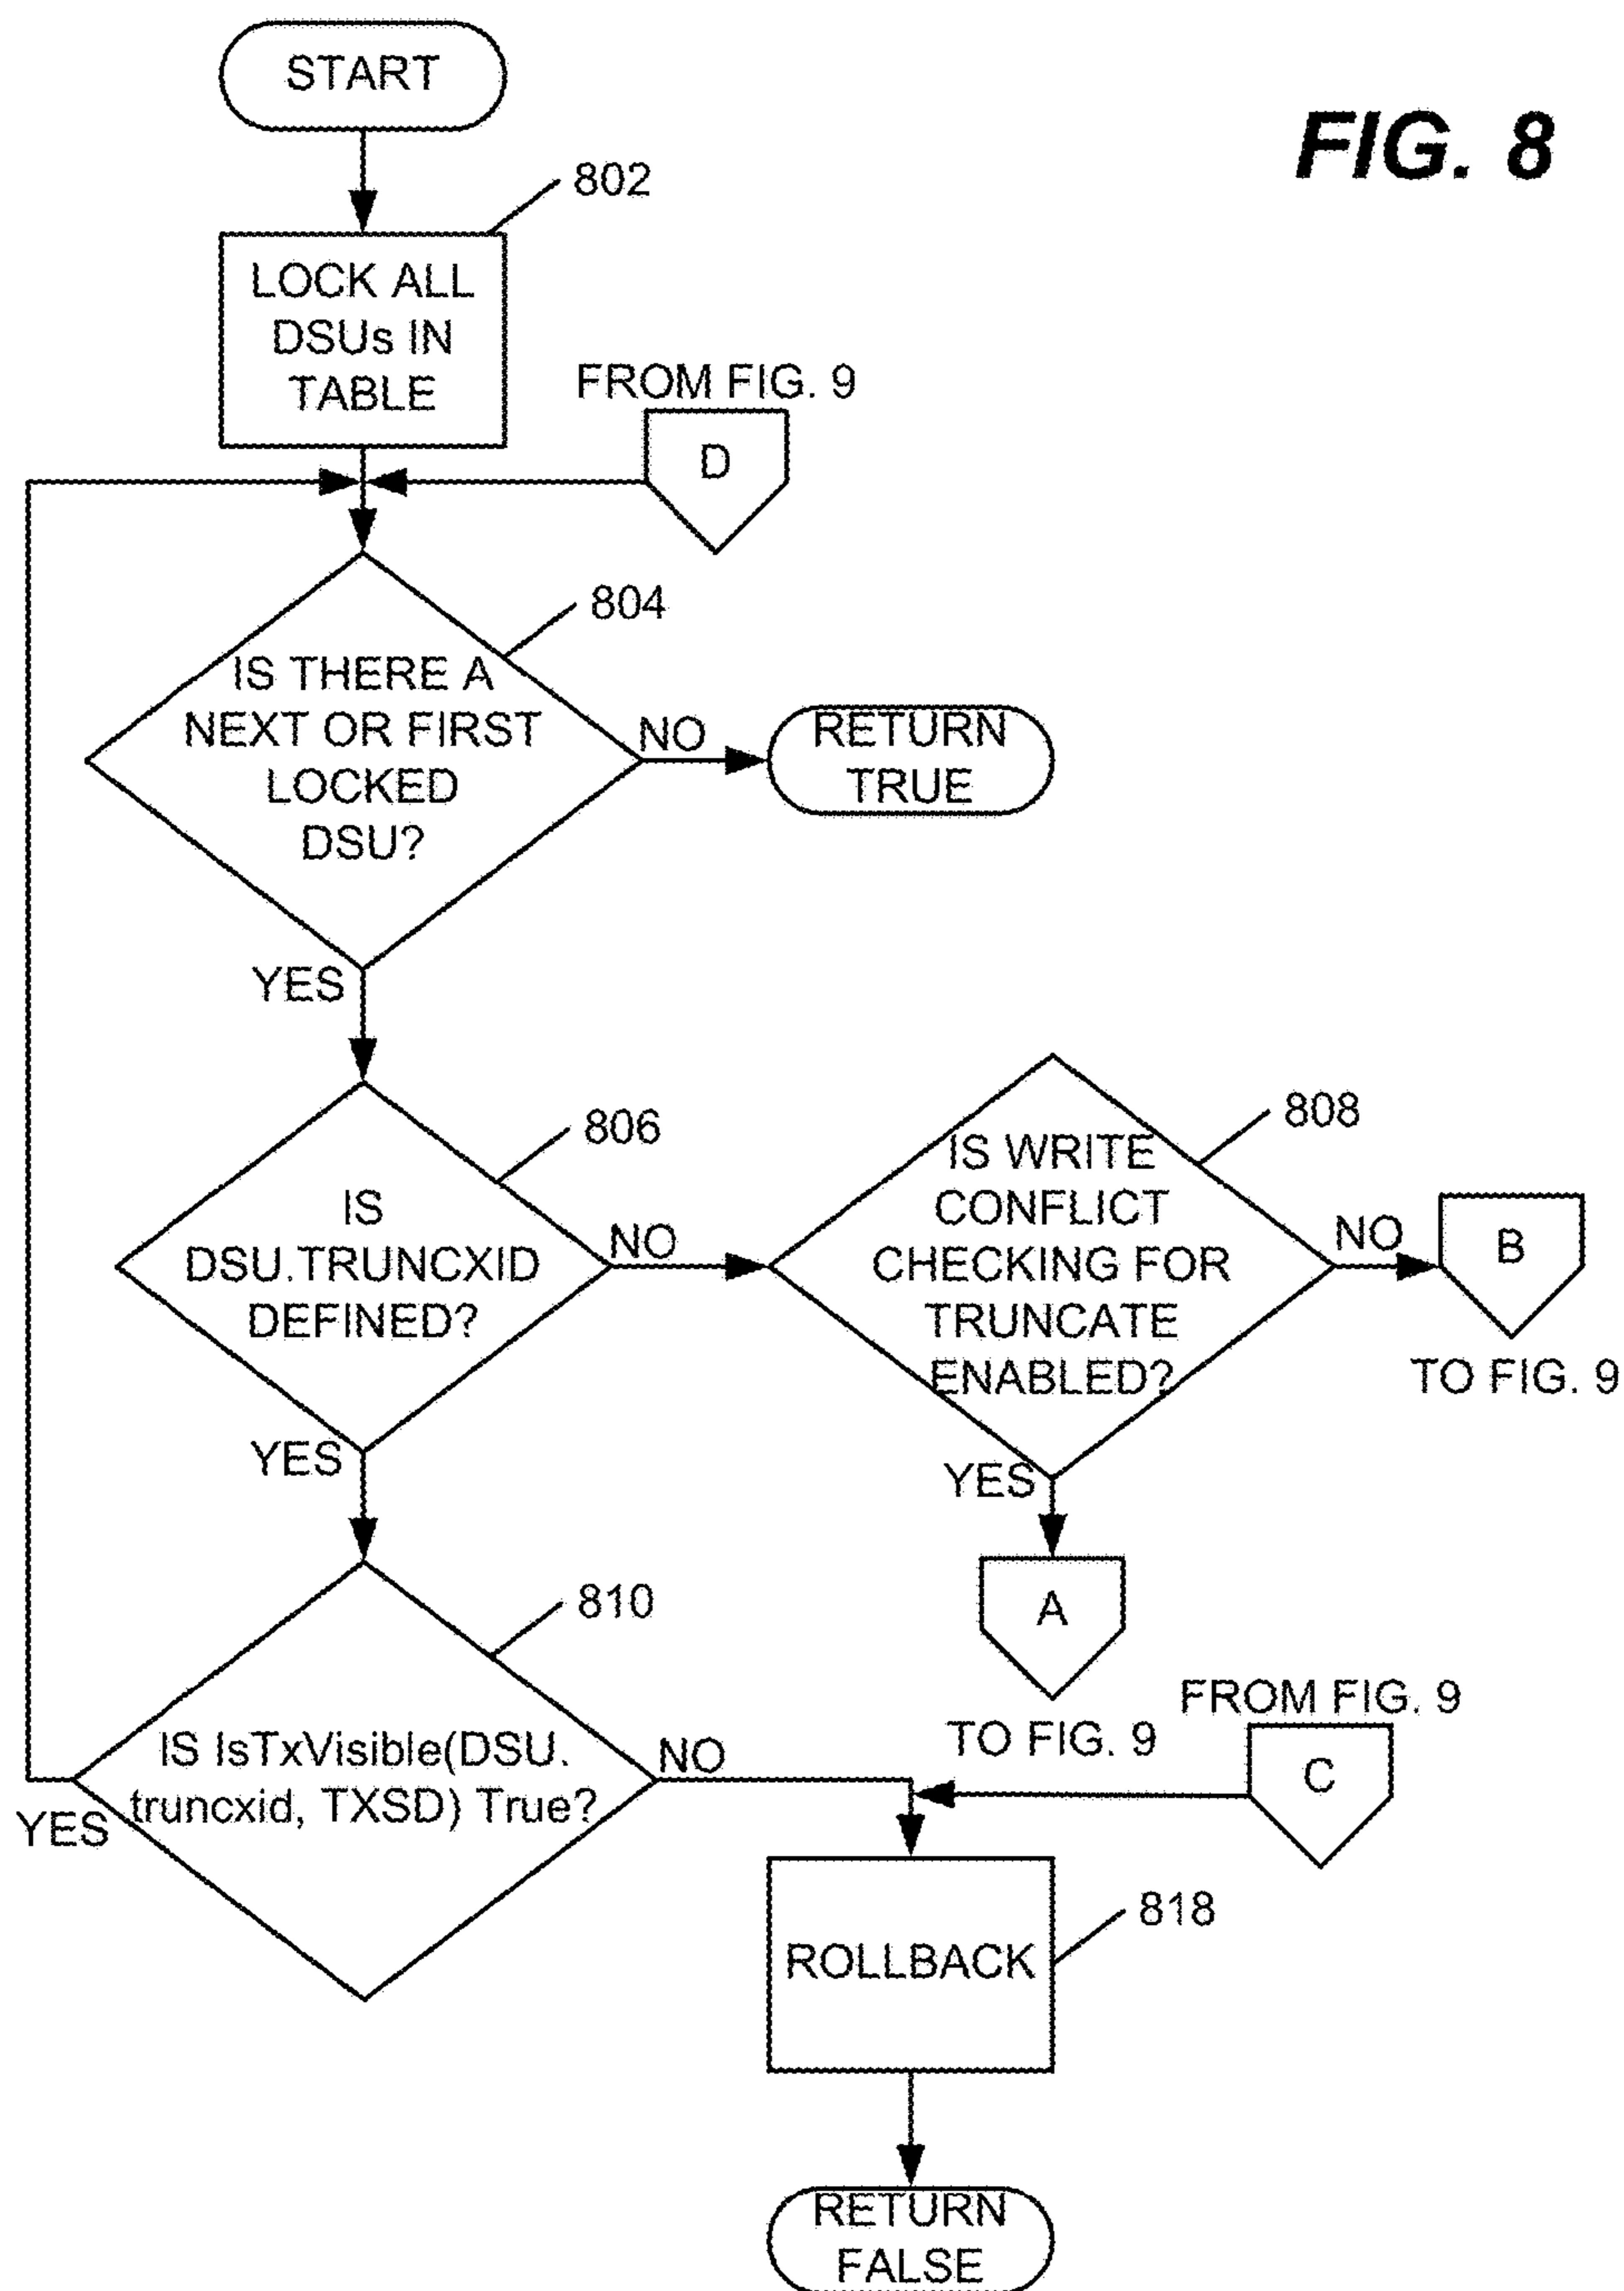 START
FIG. 8
802
LOCK ALL
DSUs IN
TABLE
FROM FIG. 9
D
804
IS THERE A
NEXT OR FIRST
LOCKED
DSU?
NO
RETURN
TRUE
YES
806
IS
DSU.TRUNCXID
DEFINED?
NO
808
IS WRITE
CONFLICT
CHECKING FOR
TRUNCATE
ENABLED?
NO
B
TO FIG. 9
YES
YES
A
TO FIG. 9
810
IS IsTxVisible(DSU.
truncxid, TXSD) True?
YES
NO
FROM FIG. 9
C
818
ROLLBACK
RETURN
FALSE